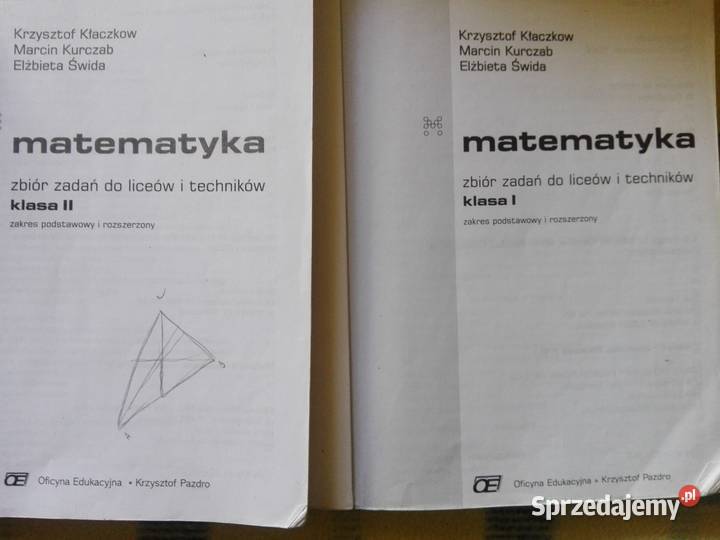 Krzysztof Kłaczkow
Marcin Kurczab
Elżbieta Świda
matematyka
zbiór zadań do liceów i techników
klasa II
zakres podstawowy i rozszerzony
A
OE Oficyna Edukacyjna • Krzysztof Pazdro
Krzysztof Kłaczkow
Marcin Kurczab
Elżbieta Świda
matematyka
zbiór zadań do liceów i techników
klasa I
zakres podstawowy i rozszerzony
OE Oficyna Edukacyjna • Krzysztof Pazdro
Sprzedajemy.pl